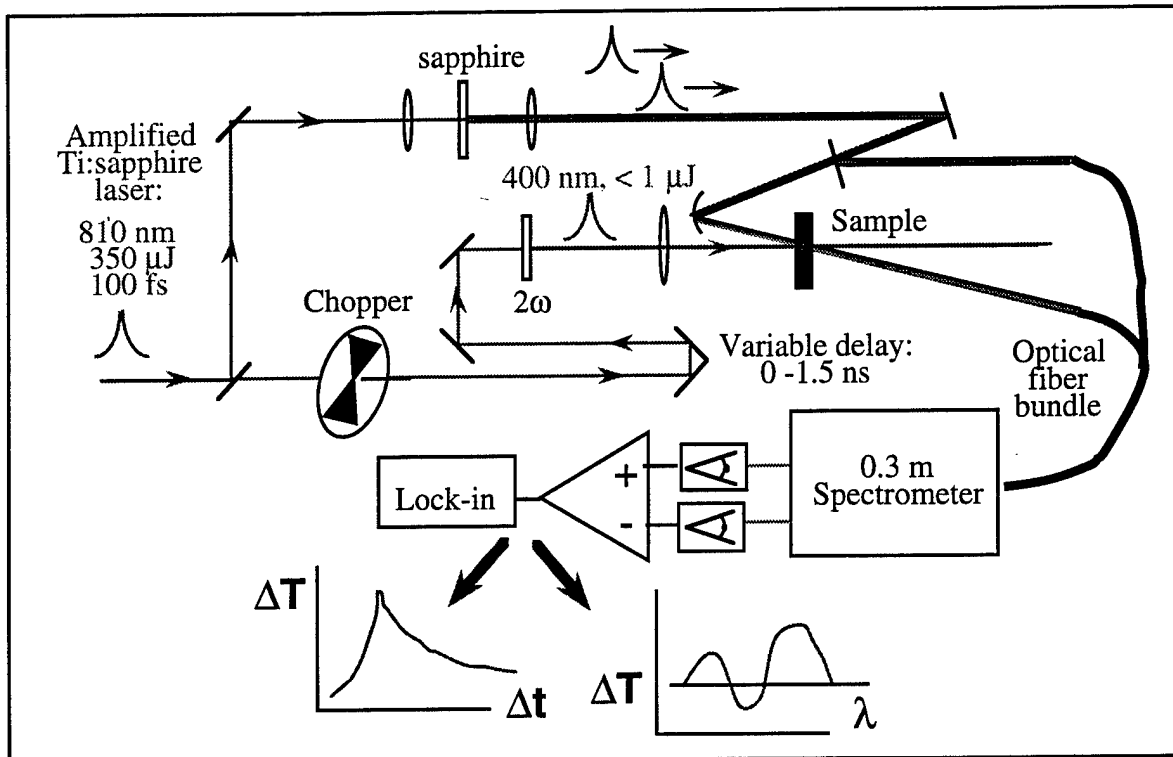 sapphire
Amplified
Ti:sapphire
laser:
810 nm
350 μJ
100 fs
400 nm, < 1 μJ
Sample
2ω
Chopper
Variable delay:
0 -1.5 ns
Optical
fiber
bundle
Lock-in
+
-
0.3 m
Spectrometer
ΔT
Δt
ΔT
λ